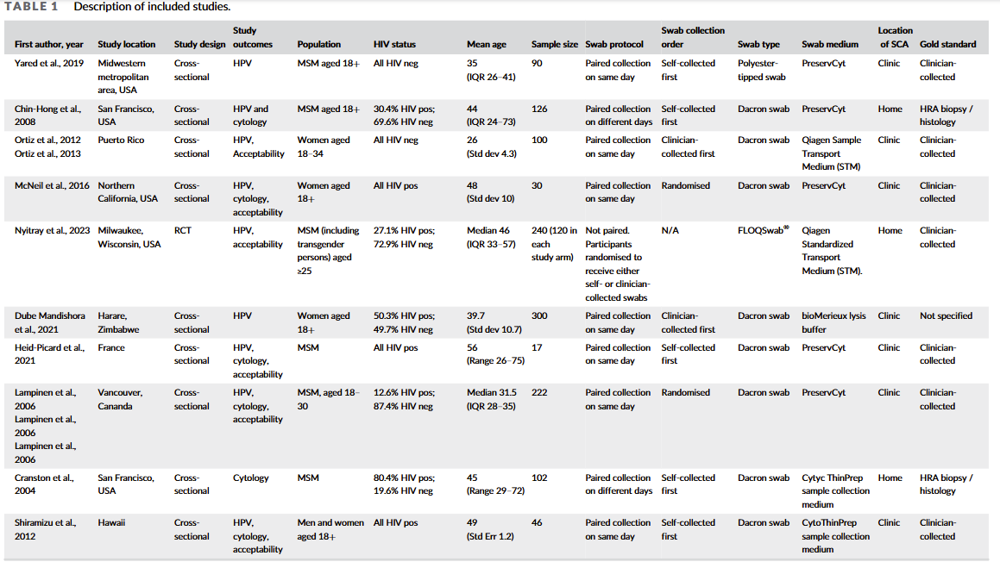 TABLE 1 Description of included studies.
Study Swab collection Location
First author, year Study location Study design outcomes Population HIV status Mean age Sample size Swab protocol order Swab type Swab medium of SCA Gold standard
Yared et al., 2019 Midwestern Cross- HPV MSM aged 18+ All HIV neg 35 90 Paired collection Self-collected Polyester- PreservCyt Clinic Clinician-
metropolitan sectional (IQR 26–41) on same day first tipped swab collected
area, USA
Chin-Hong et al., San Francisco, Cross- HPV and MSM aged 18+ 30.4% HIV pos; 44 126 Paired collection Self-collected Dacron swab PreservCyt Home HRA biopsy /
2008 USA sectional cytology 69.6% HIV neg (IQR 24–73) on different days first histology
Ortiz et al., 2012 Puerto Rico Cross- HPV, Women aged All HIV neg 26 100 Paired collection Clinician- Dacron swab Qiagen Sample Clinic Clinician-
Ortiz et al., 2013 sectional Acceptability 18–34 (Std dev 4.3) on same day collected first Transport collected
Medium (STM)
McNeil et al., 2016 Northern Cross- HPV, Women aged All HIV pos 48 30 Paired collection Randomised Dacron swab PreservCyt Clinic Clinician-
California, USA sectional cytology, 18+ (Std dev 10) on same day collected
acceptability
Nyitray et al., 2023 Milwaukee, RCT HPV, MSM (including 27.1% HIV pos; Median 46 240 (120 in Not paired. N/A FLOQSwab® Qiagen Home Clinician-
Wisconsin, USA acceptability transgender 72.9% HIV neg (IQR 33–57) each Participants Standardized collected
persons) aged study arm) randomised to Transport
≥25 receive either Medium (STM).
self- or clinician-
collected swabs
Dube Mandishora Harare, Cross- HPV Women aged 50.3% HIV pos; 39.7 300 Paired collection Clinician- Dacron swab bioMerieux lysis Clinic Not specified
et al., 2021 Zimbabwe sectional 18+ 49.7% HIV neg (Std dev 10.7) on same day collected first buffer
Heid-Picard et al., France Cross- HPV, MSM All HIV pos 56 17 Paired collection Self-collected Dacron swab PreservCyt Clinic Clinician-
2021 sectional cytology, (Range 26–75) on same day first collected
acceptability
Lampinen et al., Vancouver, Cross- HPV, MSM, aged 18– 12.6% HIV pos; Median 31.5 222 Paired collection Randomised Dacron swab PreservCyt Clinic Clinician-
2006 Cananda sectional cytology, 30 87.4% HIV neg (IQR 28–35) on same day collected
Lampinen et al., acceptability
2006
Lampinen et al.,
2006
Cranston et al., San Francisco, Cross- Cytology MSM 80.4% HIV pos; 45 102 Paired collection Self-collected Dacron swab Cytyc ThinPrep Home HRA biopsy /
2004 USA sectional 19.6% HIV neg (Range 29–72) on different days first sample collection histology
medium
Shiramizu et al., Hawaii Cross- HPV, Men and women All HIV pos 49 46 Paired collection Self-collected Dacron swab CytoThinPrep Clinic Clinician-
2012 sectional cytology, aged 18+ (Std Err 1.2) on same day first sample collection collected
acceptability medium